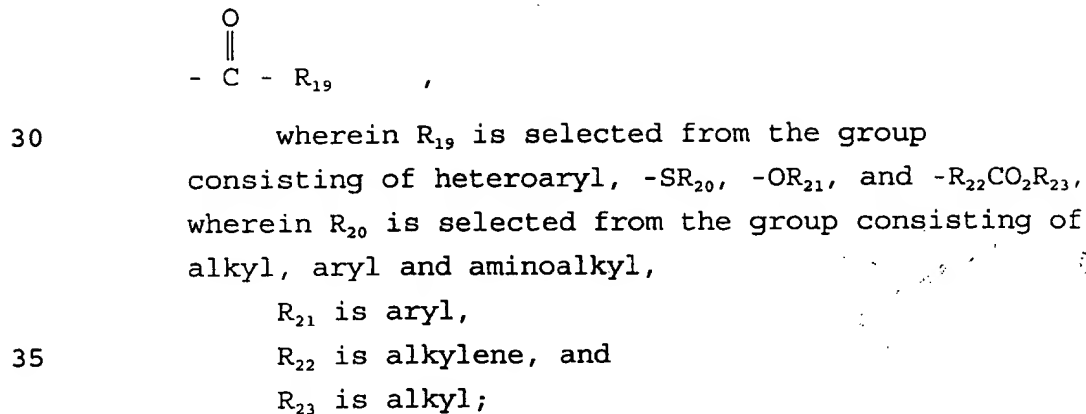 O
||
- C - R₁₉ ,
30 wherein R₁₉ is selected from the group
consisting of heteroaryl, -SR₂₀, -OR₂₁, and -R₂₂CO₂R₂₃,
wherein R₂₀ is selected from the group consisting of
alkyl, aryl and aminoalkyl,
R₂₁ is aryl,
35 R₂₂ is alkylene, and
R₂₃ is alkyl;